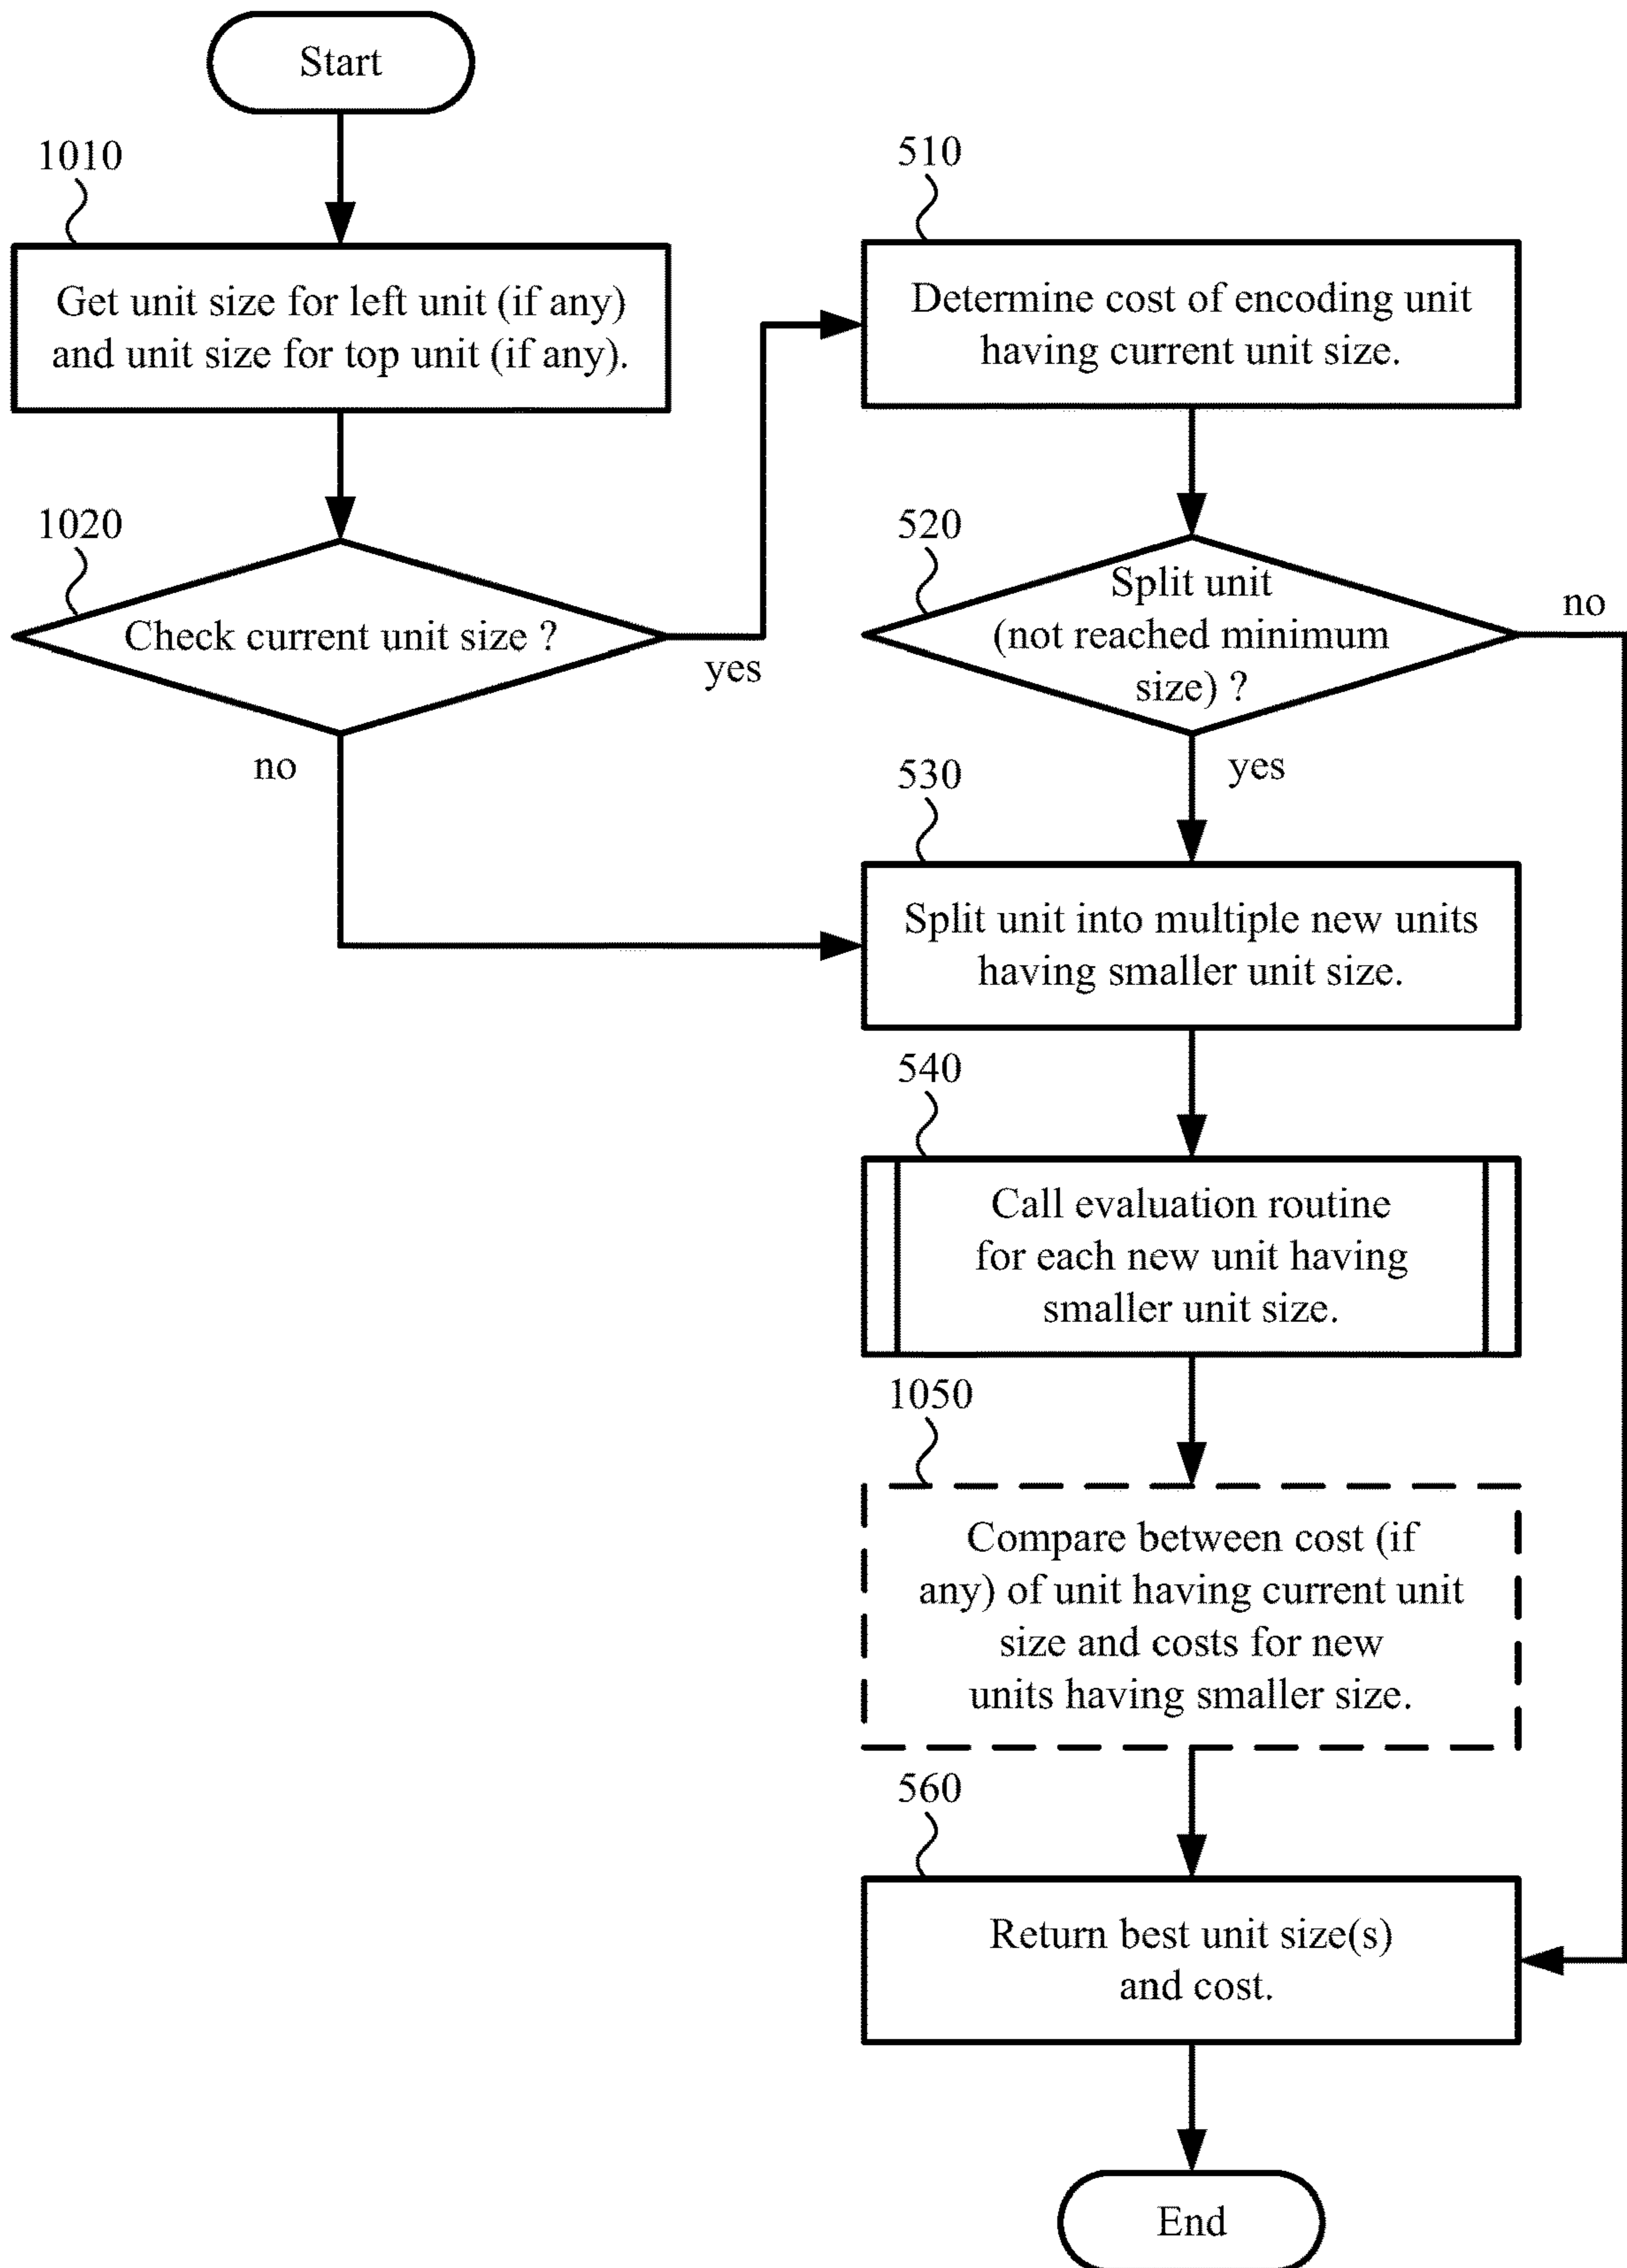 Start
1010
Get unit size for left unit (if any)
and unit size for top unit (if any).
1020
Check current unit size ?
yes
no
510
Determine cost of encoding unit
having current unit size.
520
Split unit
(not reached minimum
size) ?
no
yes
530
Split unit into multiple new units
having smaller unit size.
540
Call evaluation routine
for each new unit having
smaller unit size.
1050
Compare between cost (if
any) of unit having current unit
size and costs for new
units having smaller size.
560
Return best unit size(s)
and cost.
End